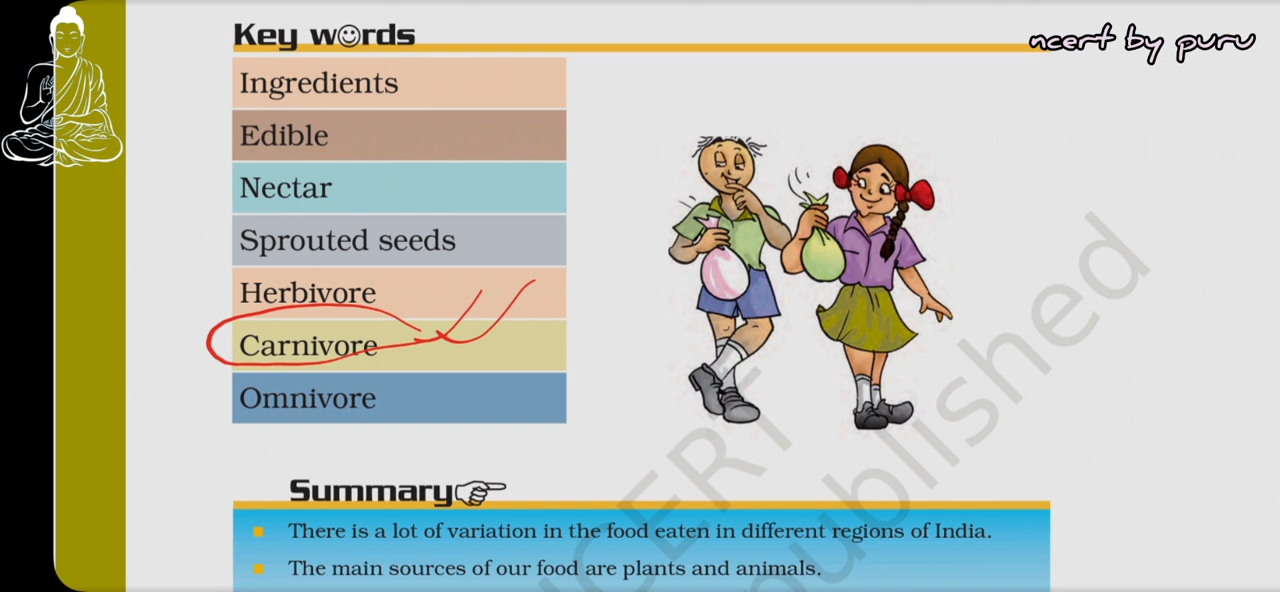 Key words
ncert by puru
Ingredients
Edible
Nectar
Sprouted seeds
Herbivore
Carnivore
Omnivore
Summary
There is a lot of variation in the food eaten in different regions of India.
The main sources of our food are plants and animals.
NCERT
published